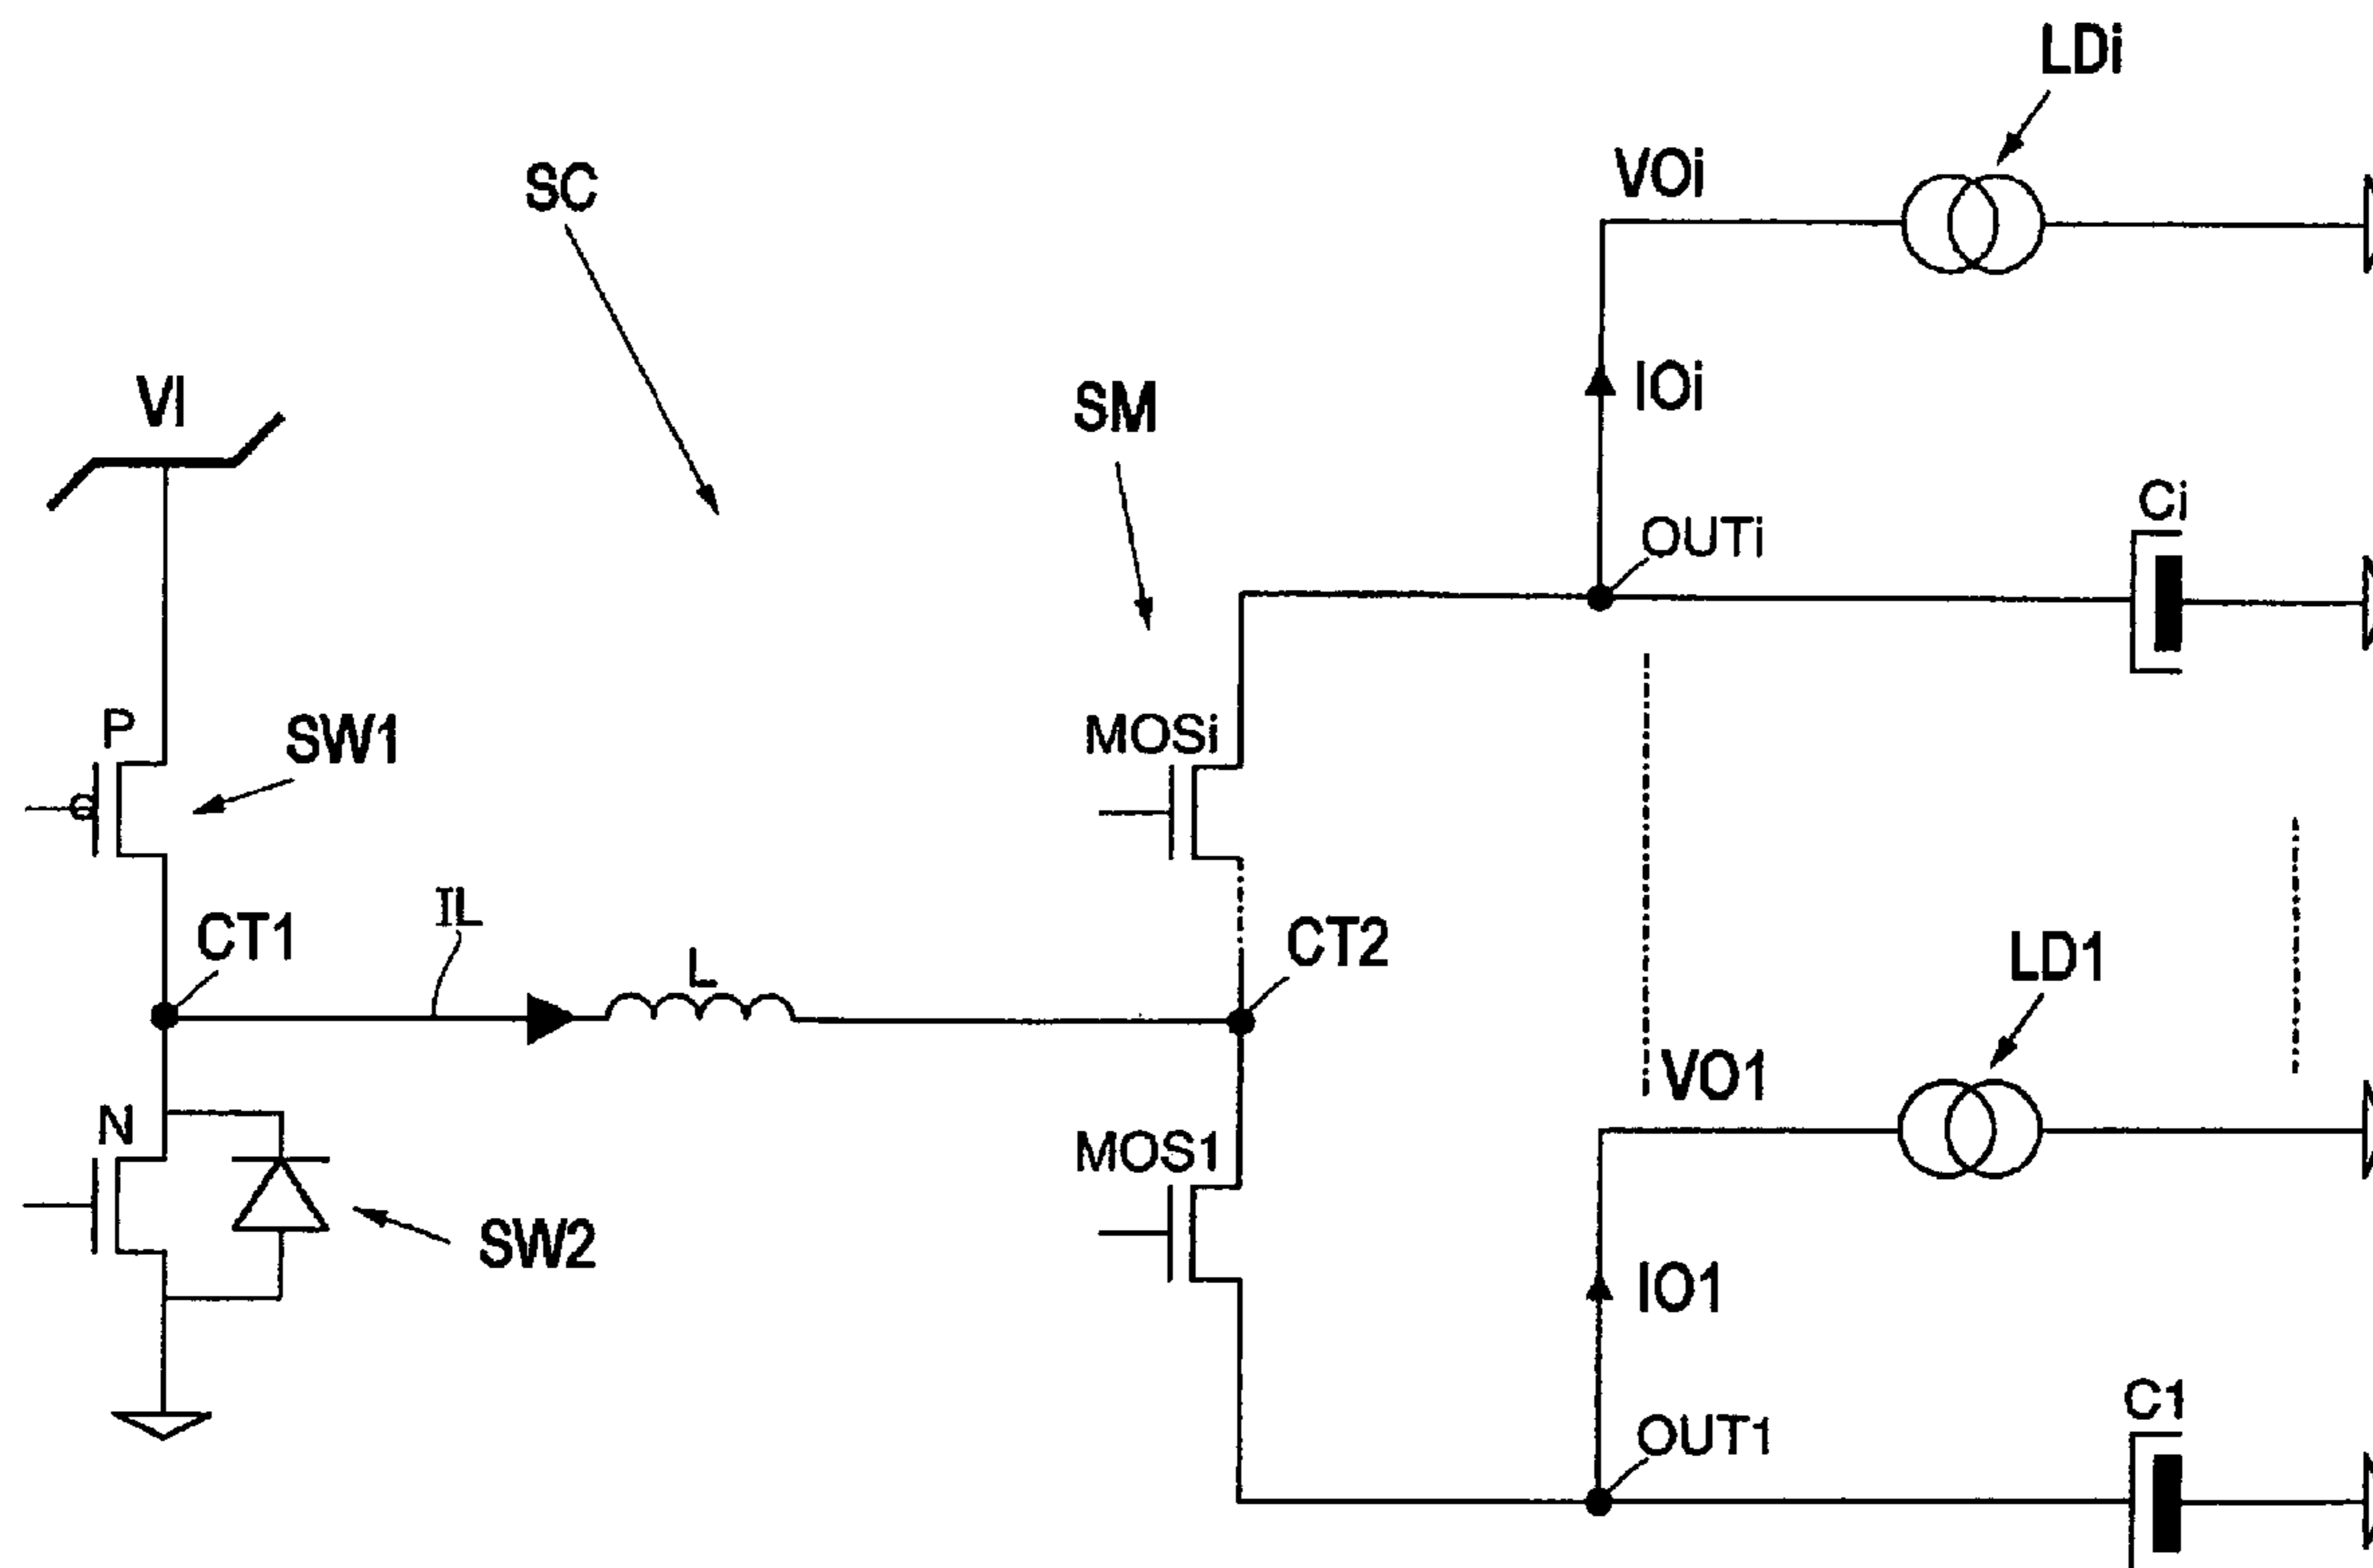 LDi
SC
VOi
VI
SM
IOi
Ci
OUTi
P
SW1
MOSi
CT1
IL
L
CT2
LD1
VO1
N
MOS1
SW2
IO1
C1
OUT1